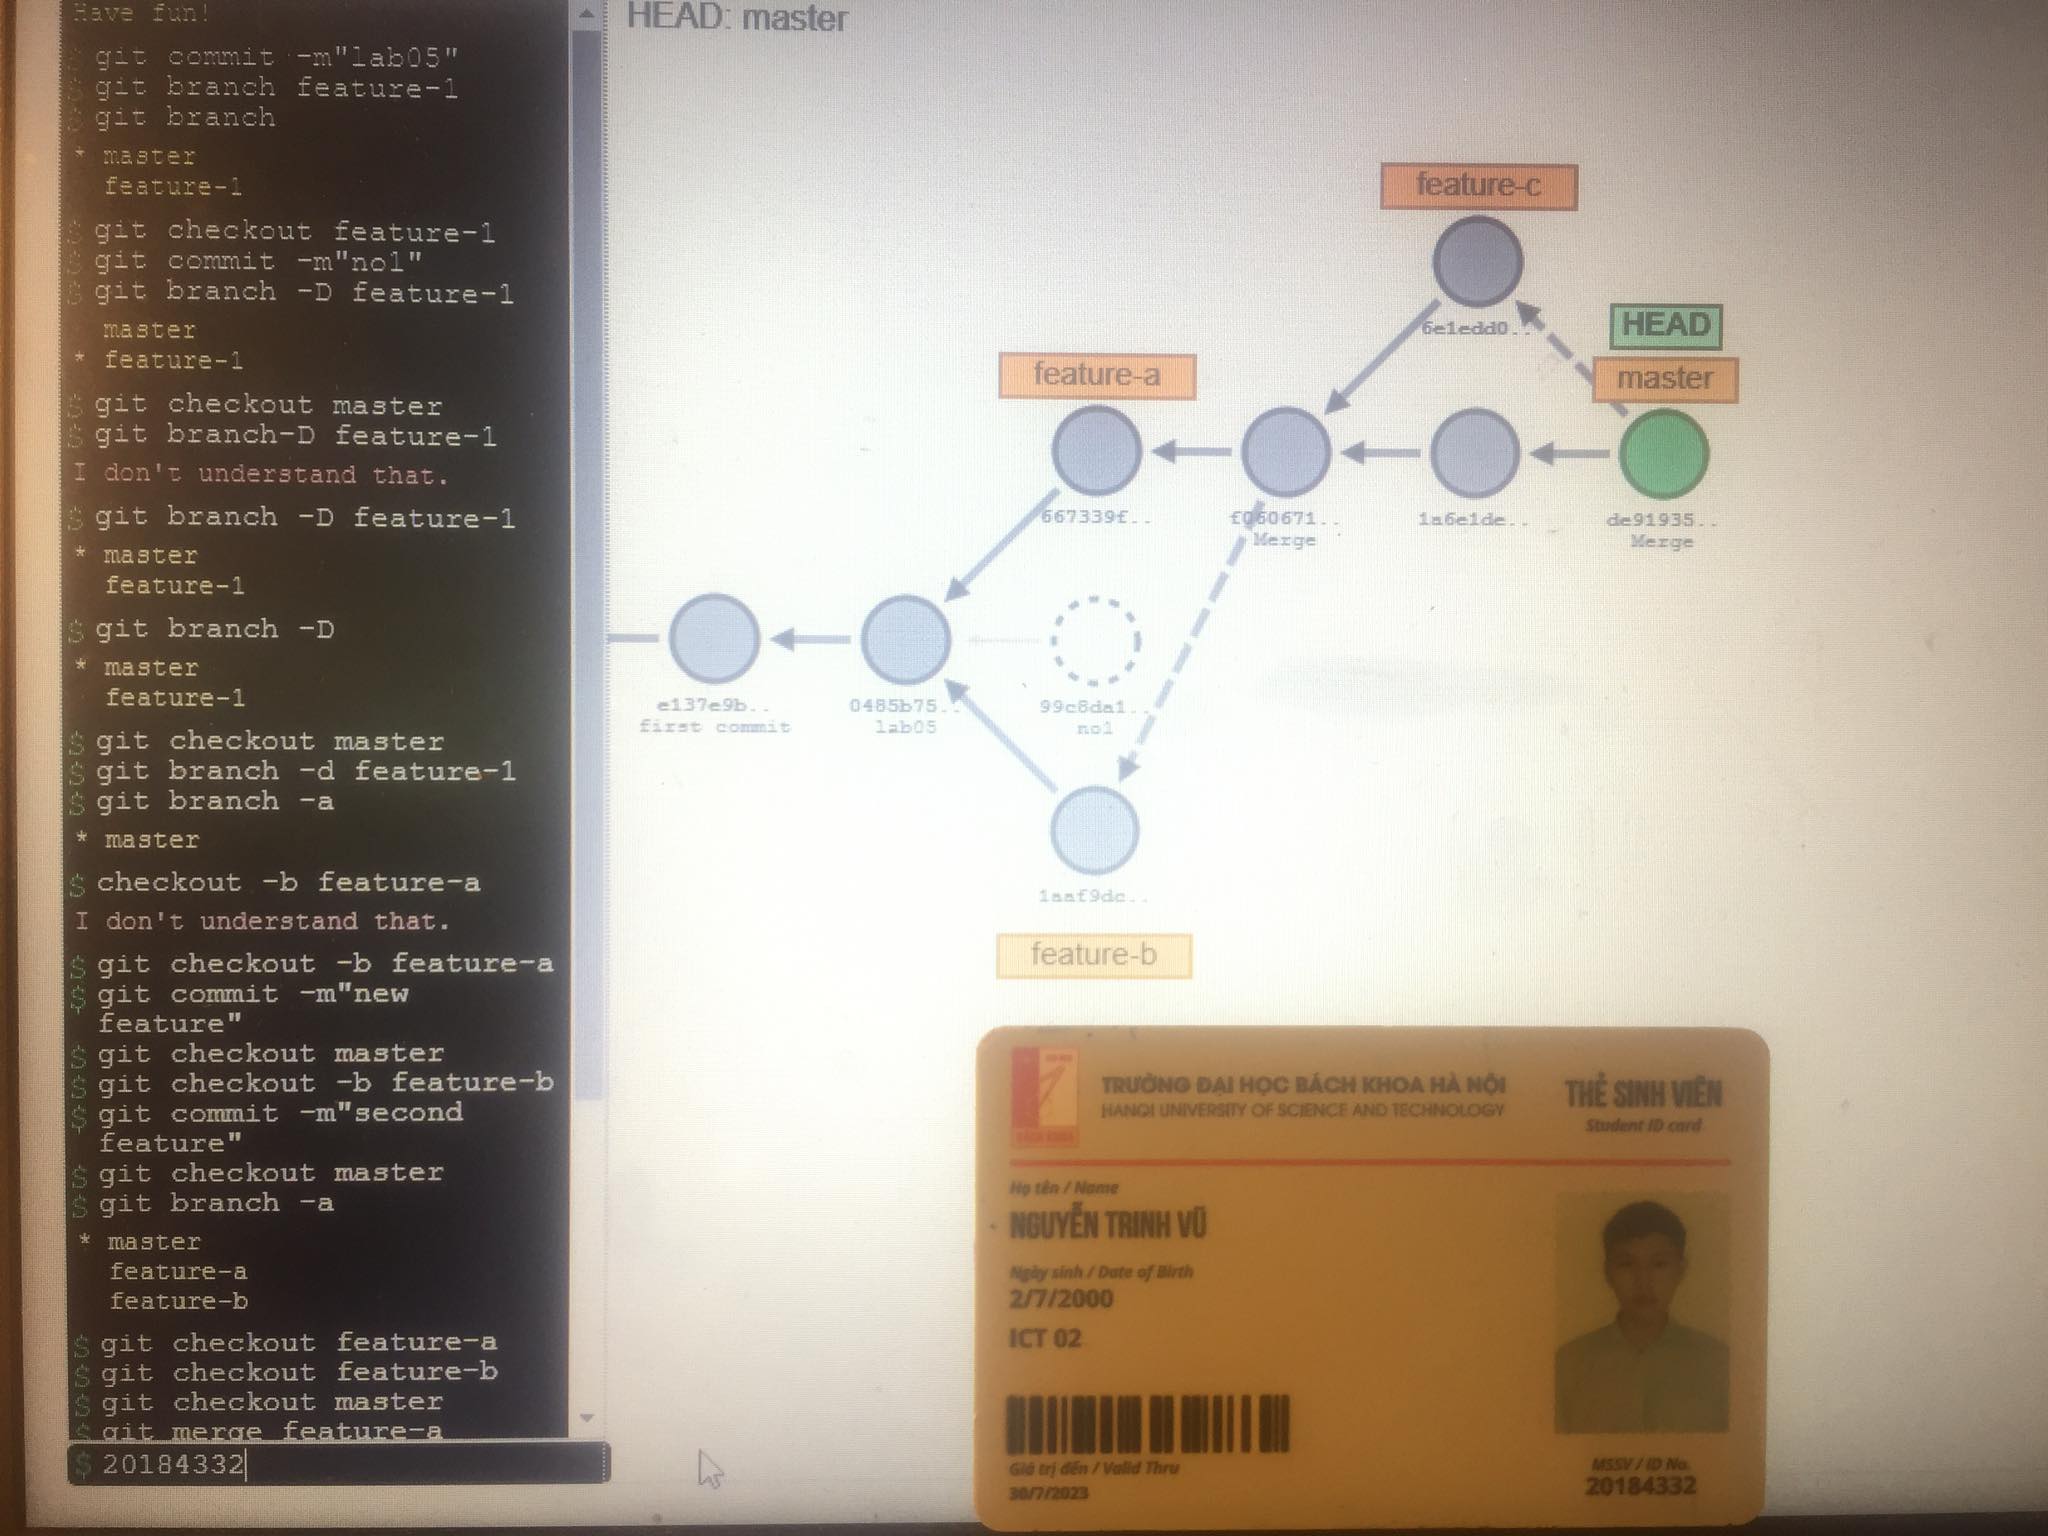 Have fun!
$ git commit -m"lab05"
$ git branch feature-1
$ git branch
* master
feature-1
$ git checkout feature-1
$ git commit -m"no1"
$ git branch -D feature-1
master
* feature-1
$ git checkout master
$ git branch-D feature-1
I don't understand that.
$ git branch -D feature-1
* master
feature-1
$ git branch -D
* master
feature-1
$ git checkout master
$ git branch -d feature-1
$ git branch -a
* master
$ checkout -b feature-a
I don't understand that.
$ git checkout -b feature-a
$ git commit -m"new
feature"
$ git checkout master
$ git checkout -b feature-b
$ git commit -m"second
feature"
$ git checkout master
$ git branch -a
* master
feature-a
feature-b
$ git checkout feature-a
$ git checkout feature-b
$ git checkout master
$ git merge feature-a
$ 20184332
HEAD: master
feature-c
6e1edd0..
HEAD
master
feature-a
667339f..
f060671..
Merge
1a6e1de..
de91935..
Merge
e137e9b..
first commit
0485b75..
lab05
99c8da1..
no1
1aaf9dc..
feature-b
TRƯỜNG ĐẠI HỌC BÁCH KHOA HÀ NỘI
HANOI UNIVERSITY OF SCIENCE AND TECHNOLOGY
THẺ SINH VIÊN
Student ID card
Họ tên / Name
NGUYỄN TRINH VŨ
Ngày sinh / Date of Birth
2/7/2000
ICT 02
Giá trị đến / Valid Thru
30/7/2023
MSSV / ID No.
20184332